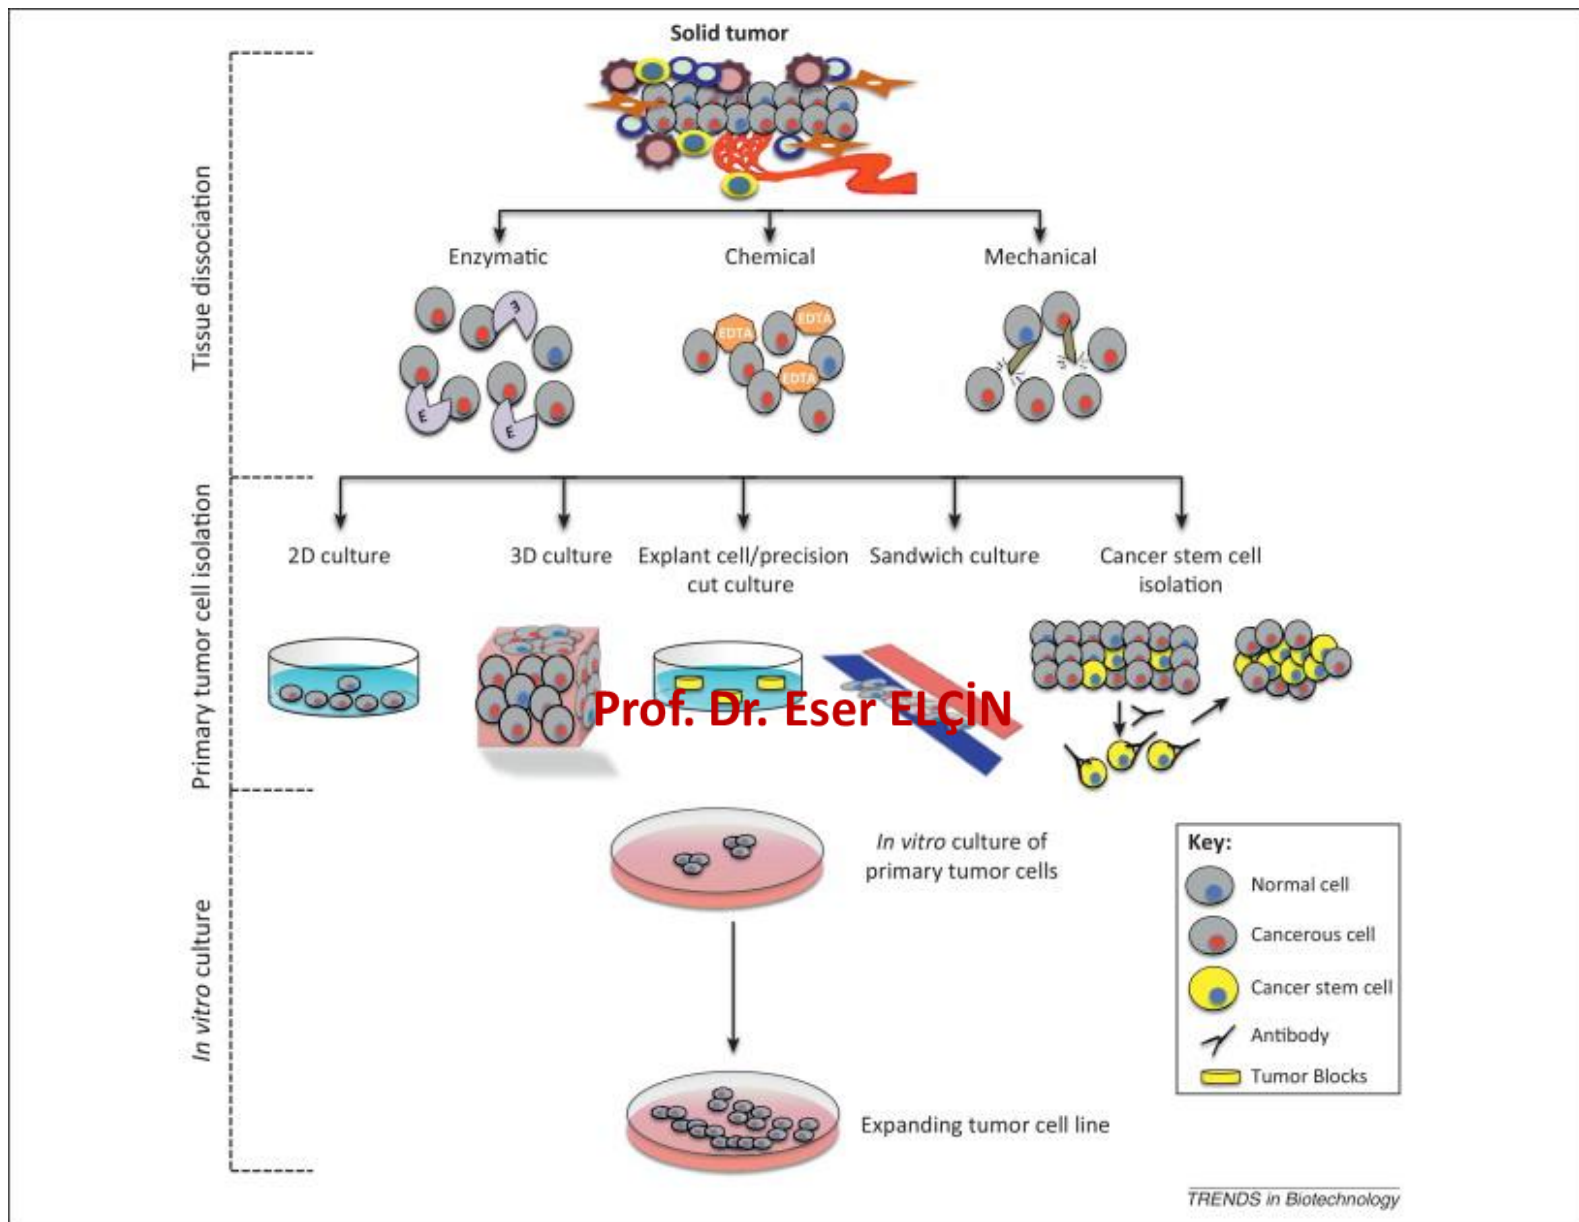 Solid tumor
Tissue dissociation
Enzymatic
Chemical
Mechanical
E
E
E
EDTA
EDTA
EDTA
Primary tumor cell isolation
2D culture
3D culture
Explant cell/precision
cut culture
Sandwich culture
Cancer stem cell
isolation
Prof. Dr. Eser ELÇİN
In vitro culture
In vitro culture of
primary tumor cells
Expanding tumor cell line
Key:
Normal cell
Cancerous cell
Cancer stem cell
Antibody
Tumor Blocks
TRENDS in Biotechnology